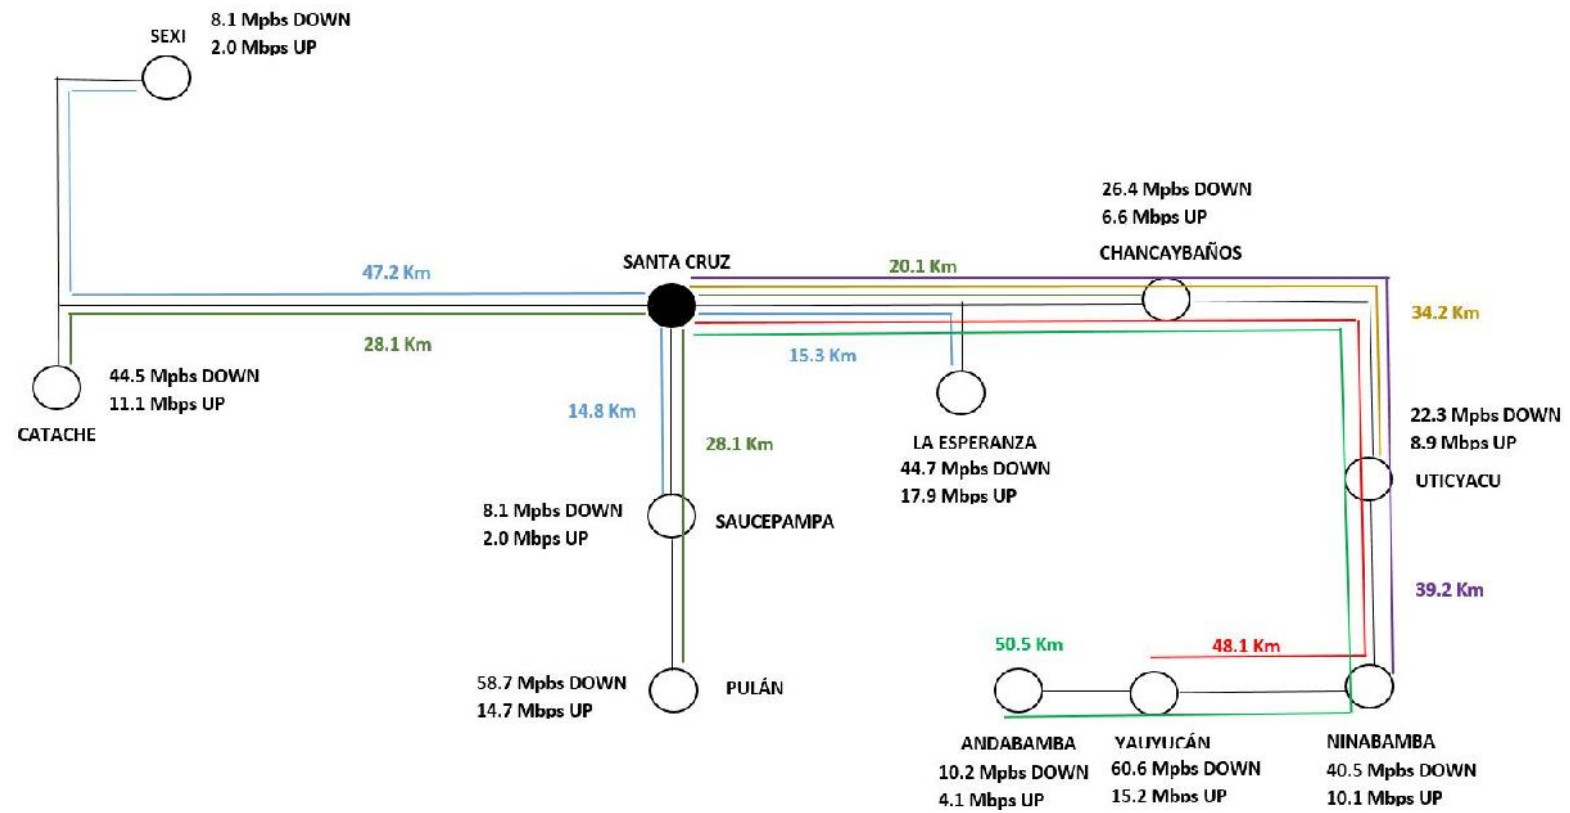 8.1 Mpbs DOWN
2.0 Mbps UP
SEXI
26.4 Mpbs DOWN
6.6 Mbps UP
CHANCAYBAÑOS
SANTA CRUZ
47.2 Km
20.1 Km
34.2 Km
28.1 Km
15.3 Km
44.5 Mpbs DOWN
11.1 Mbps UP
CATACHE
14.8 Km
28.1 Km
LA ESPERANZA
44.7 Mpbs DOWN
17.9 Mbps UP
22.3 Mpbs DOWN
8.9 Mbps UP
UTICYACU
8.1 Mpbs DOWN
2.0 Mbps UP
SAUCEPAMPA
39.2 Km
50.5 Km
48.1 Km
58.7 Mpbs DOWN
14.7 Mbps UP
PULÁN
ANDABAMBA
10.2 Mpbs DOWN
4.1 Mbps UP
YAUYUCÁN
60.6 Mpbs DOWN
15.2 Mbps UP
NINABAMBA
40.5 Mpbs DOWN
10.1 Mbps UP